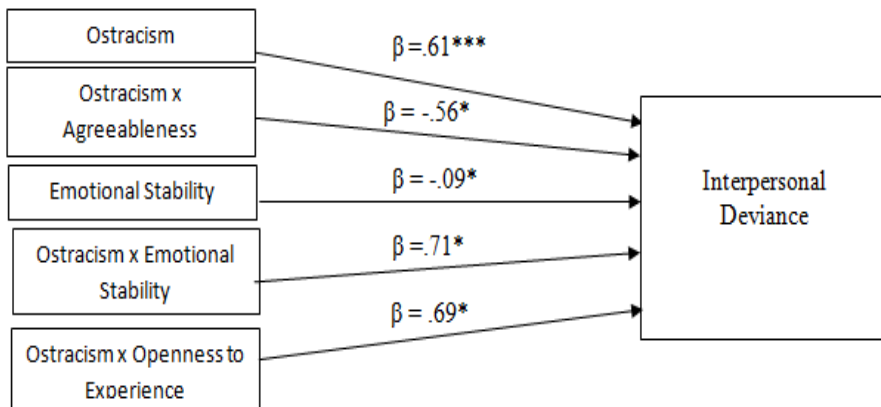 Ostracism
β =.61***
Ostracism x
Agreeableness
β = -.56*
Emotional Stability
β = -.09*
Interpersonal
Deviance
Ostracism x Emotional
Stability
β =.71*
Ostracism x Openness to
Experience
β = .69*